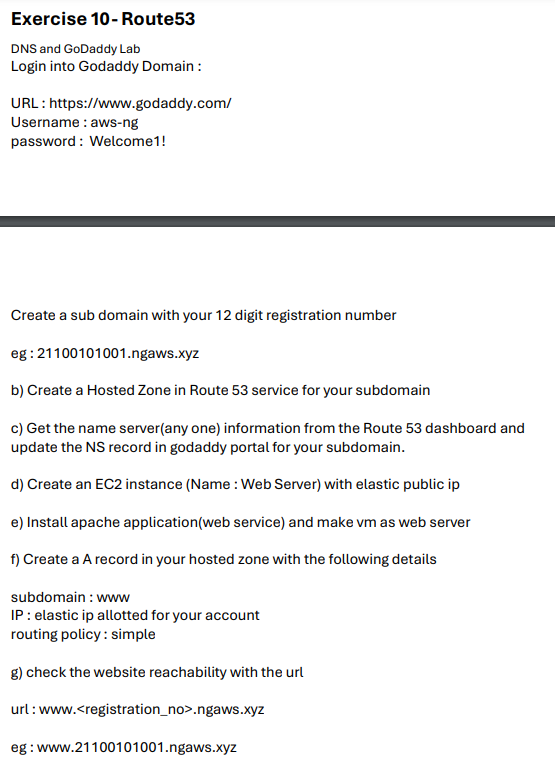 Exercise 10- Route53
DNS and GoDaddy Lab
Login into Godaddy Domain :
URL : https://www.godaddy.com/
Username : aws-ng
password :  Welcome1!
Create a sub domain with your 12 digit registration number
eg : 21100101001.ngaws.xyz
b) Create a Hosted Zone in Route 53 service for your subdomain
c) Get the name server(any one) information from the Route 53 dashboard and
update the NS record in godaddy portal for your subdomain.
d) Create an EC2 instance (Name : Web Server) with elastic public ip
e) Install apache application(web service) and make vm as web server
f) Create a A record in your hosted zone with the following details
subdomain : www
IP : elastic ip allotted for your account
routing policy : simple
g) check the website reachability with the url
url : www.<registration_no>.ngaws.xyz
eg : www.21100101001.ngaws.xyz